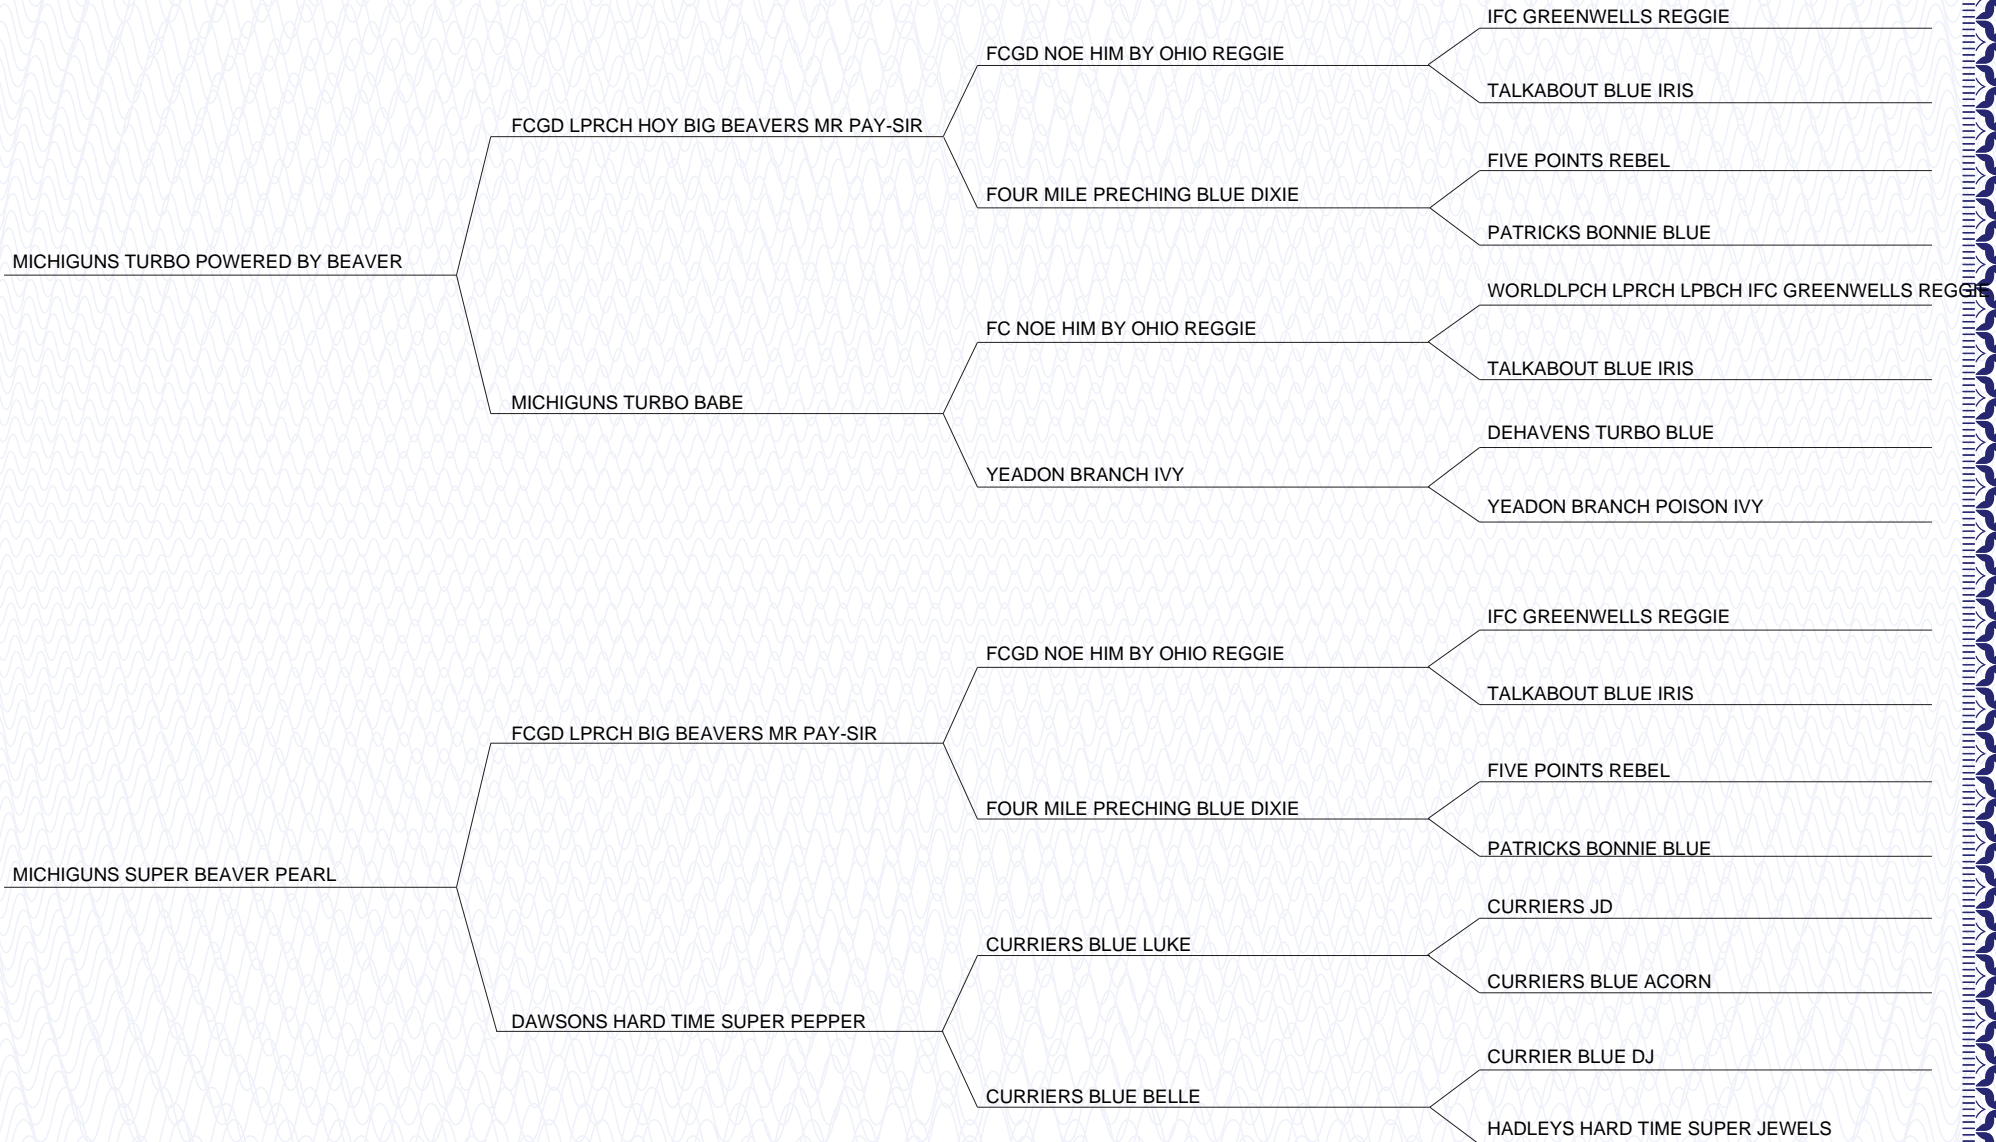 IFC GREENWELLS REGGIE
FCGD NOE HIM BY OHIO REGGIE
TALKABOUT BLUE IRIS
FCGD LPRCH HOY BIG BEAVERS MR PAY-SIR
FIVE POINTS REBEL
FOUR MILE PRECHING BLUE DIXIE
PATRICKS BONNIE BLUE
MICHIGUNS TURBO POWERED BY BEAVER
WORLDLPCH LPRCH LPBCH IFC GREENWELLS REGGIE
FC NOE HIM BY OHIO REGGIE
TALKABOUT BLUE IRIS
MICHIGUNS TURBO BABE
DEHAVENS TURBO BLUE
YEADON BRANCH IVY
YEADON BRANCH POISON IVY
IFC GREENWELLS REGGIE
FCGD NOE HIM BY OHIO REGGIE
TALKABOUT BLUE IRIS
FCGD LPRCH BIG BEAVERS MR PAY-SIR
FIVE POINTS REBEL
FOUR MILE PRECHING BLUE DIXIE
PATRICKS BONNIE BLUE
MICHIGUNS SUPER BEAVER PEARL
CURRIERS JD
CURRIERS BLUE LUKE
CURRIERS BLUE ACORN
DAWSONS HARD TIME SUPER PEPPER
CURRIER BLUE DJ
CURRIERS BLUE BELLE
HADLEYS HARD TIME SUPER JEWELS